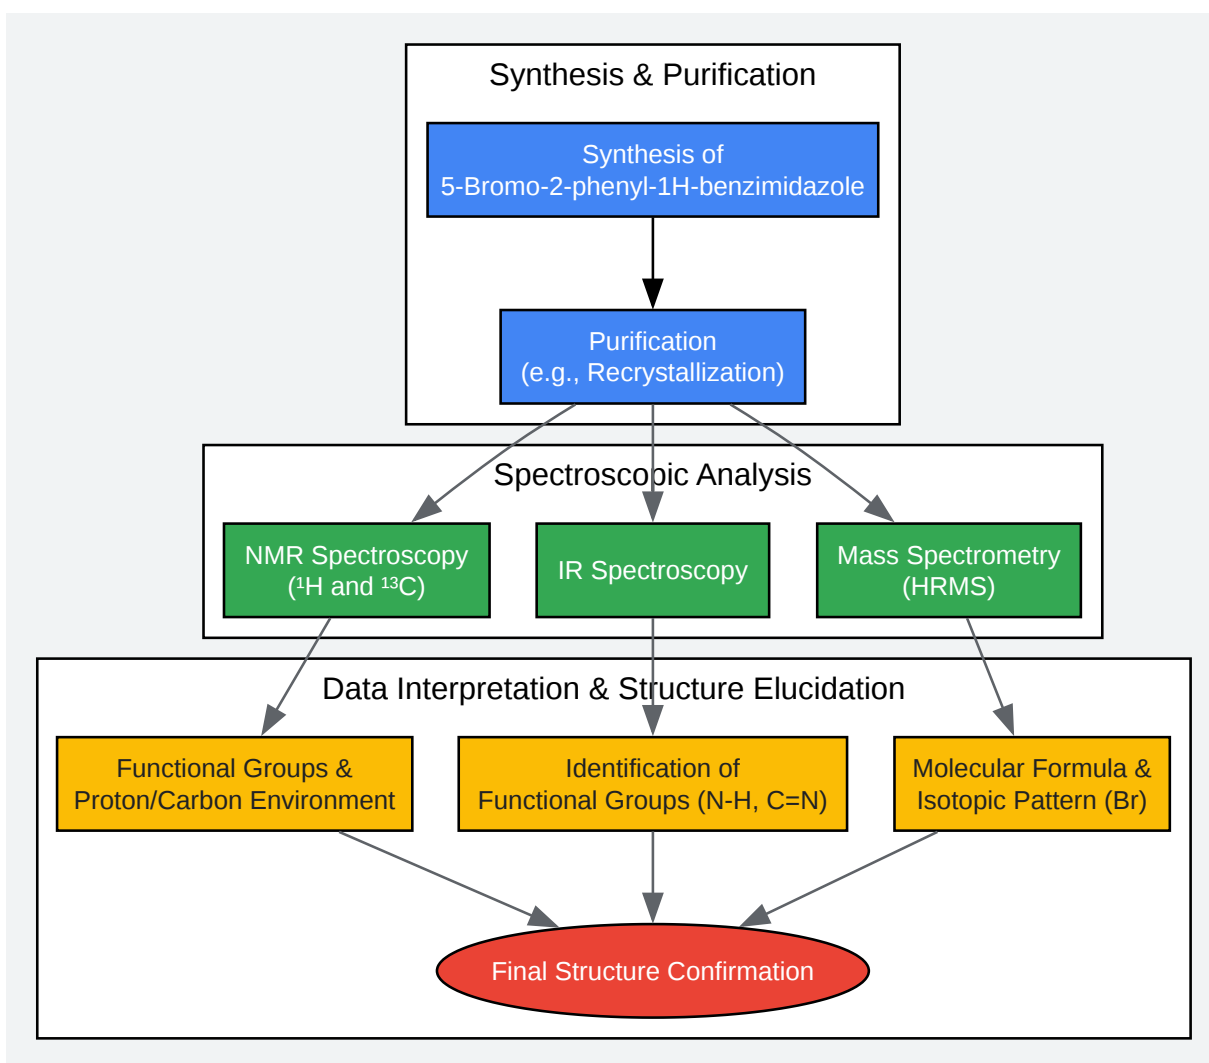 Synthesis & Purification
Synthesis of
5-Bromo-2-phenyl-1H-benzimidazole
Purification
(e.g., Recrystallization)
Spectroscopic Analysis
NMR Spectroscopy
(¹H and ¹³C)
IR Spectroscopy
Mass Spectrometry
(HRMS)
Data Interpretation & Structure Elucidation
Functional Groups &
Proton/Carbon Environment
Identification of
Functional Groups (N-H, C=N)
Molecular Formula &
Isotopic Pattern (Br)
Final Structure Confirmation